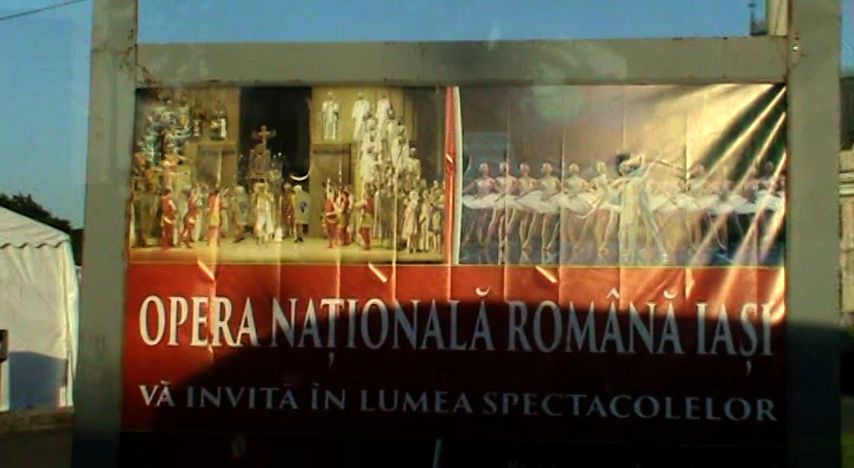 OPERA NAȚIONALĂ ROMÂNĂ IAȘI
VĂ INVITĂ ÎN LUMEA SPECTACOLELOR